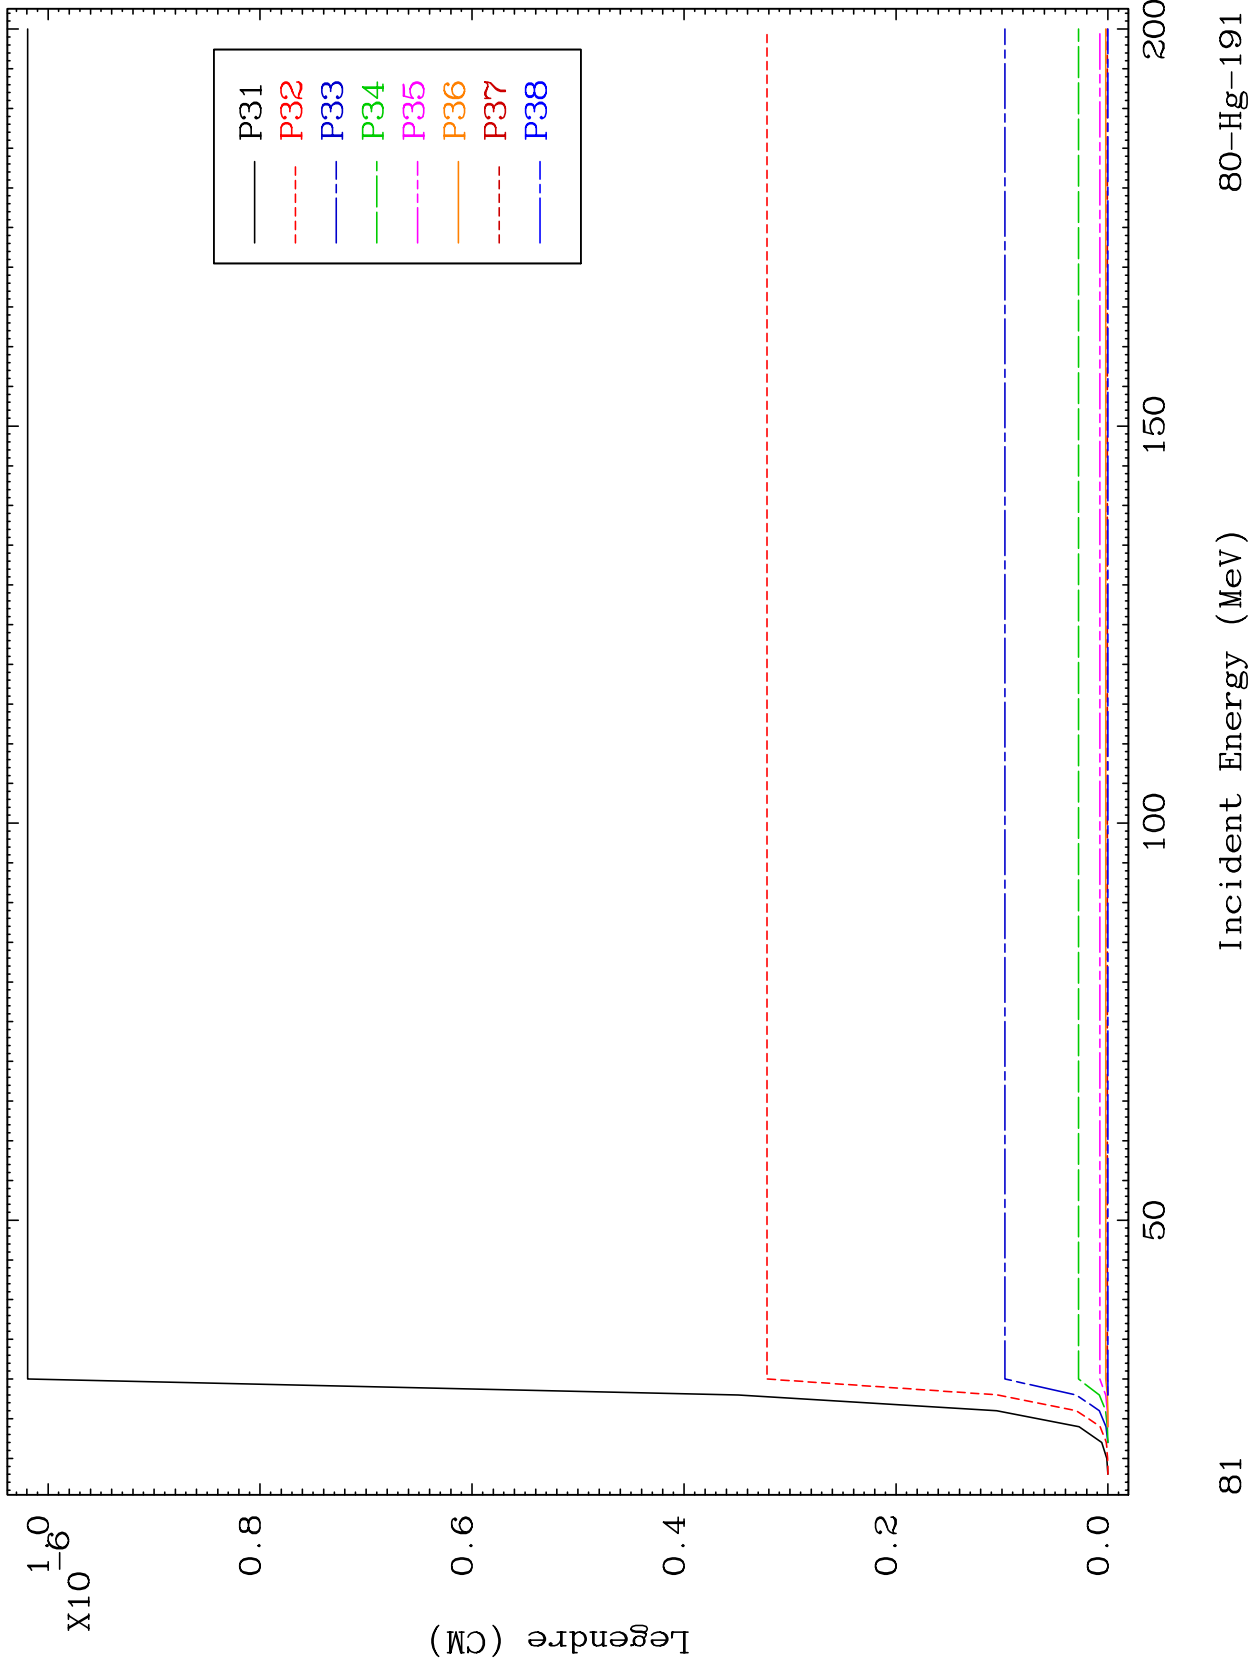 X10
-6
1.0
0.8
0.6
0.4
0.2
0.0
Legendre (CM)
P31
P32
P33
P34
P35
P36
P37
P38
50
100
150
200
Incident Energy (MeV)
81
80-Hg-191